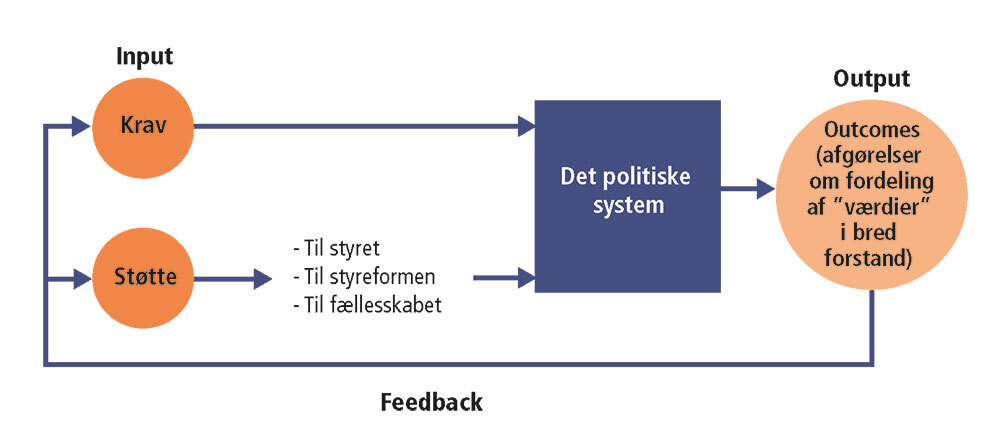 Input
Krav
Støtte
- Til styret
- Til styreformen
- Til fællesskabet
Det politiske
system
Output
Outcomes
(afgørelser
om fordeling
af "værdier"
i bred
forstand)
Feedback